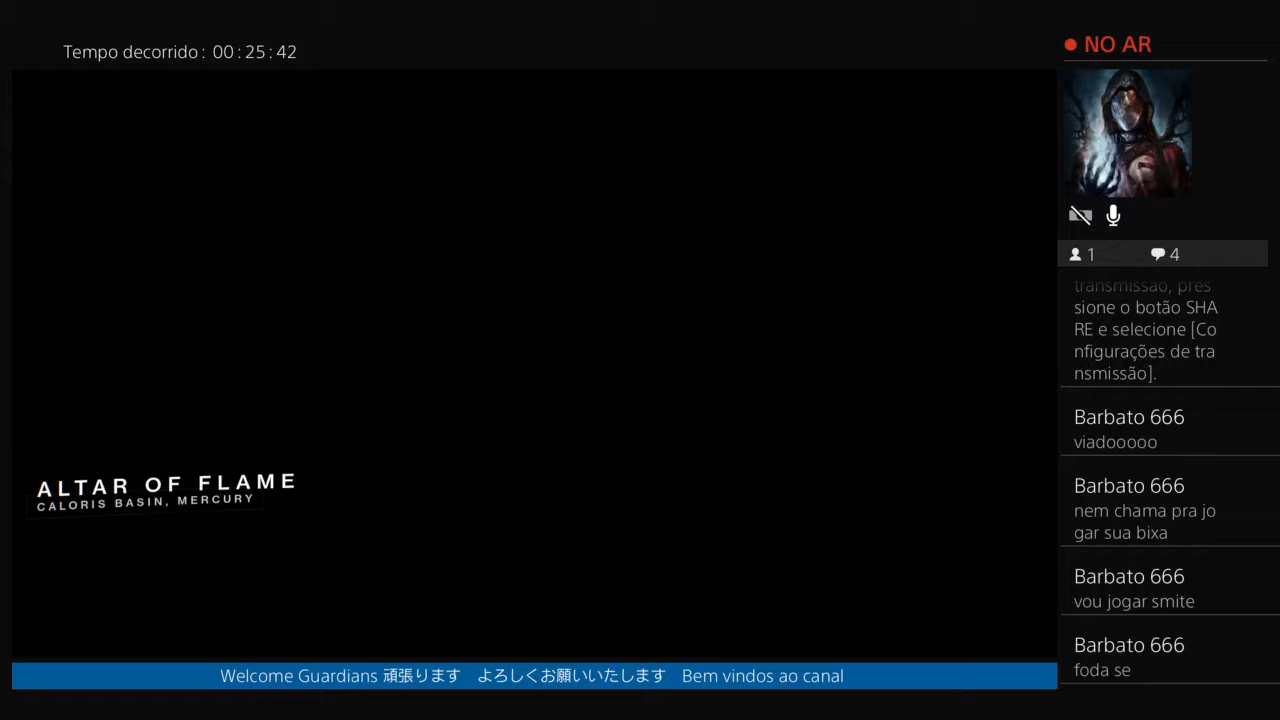 Tempo decorrido: 00:25:42
NO AR
1 4
transmissão, pres
sione o botão SHA
RE e selecione [Co
nfigurações de tra
nsmissão].
Barbato 666
viadooooo
Barbato 666
nem chama pra jo
gar sua bixa
Barbato 666
vou jogar smite
Barbato 666
foda se
ALTAR OF FLAME
CALORIS BASIN, MERCURY
Welcome Guardians 頑張ります　よろしくお願いいたします　Bem vindos ao canal